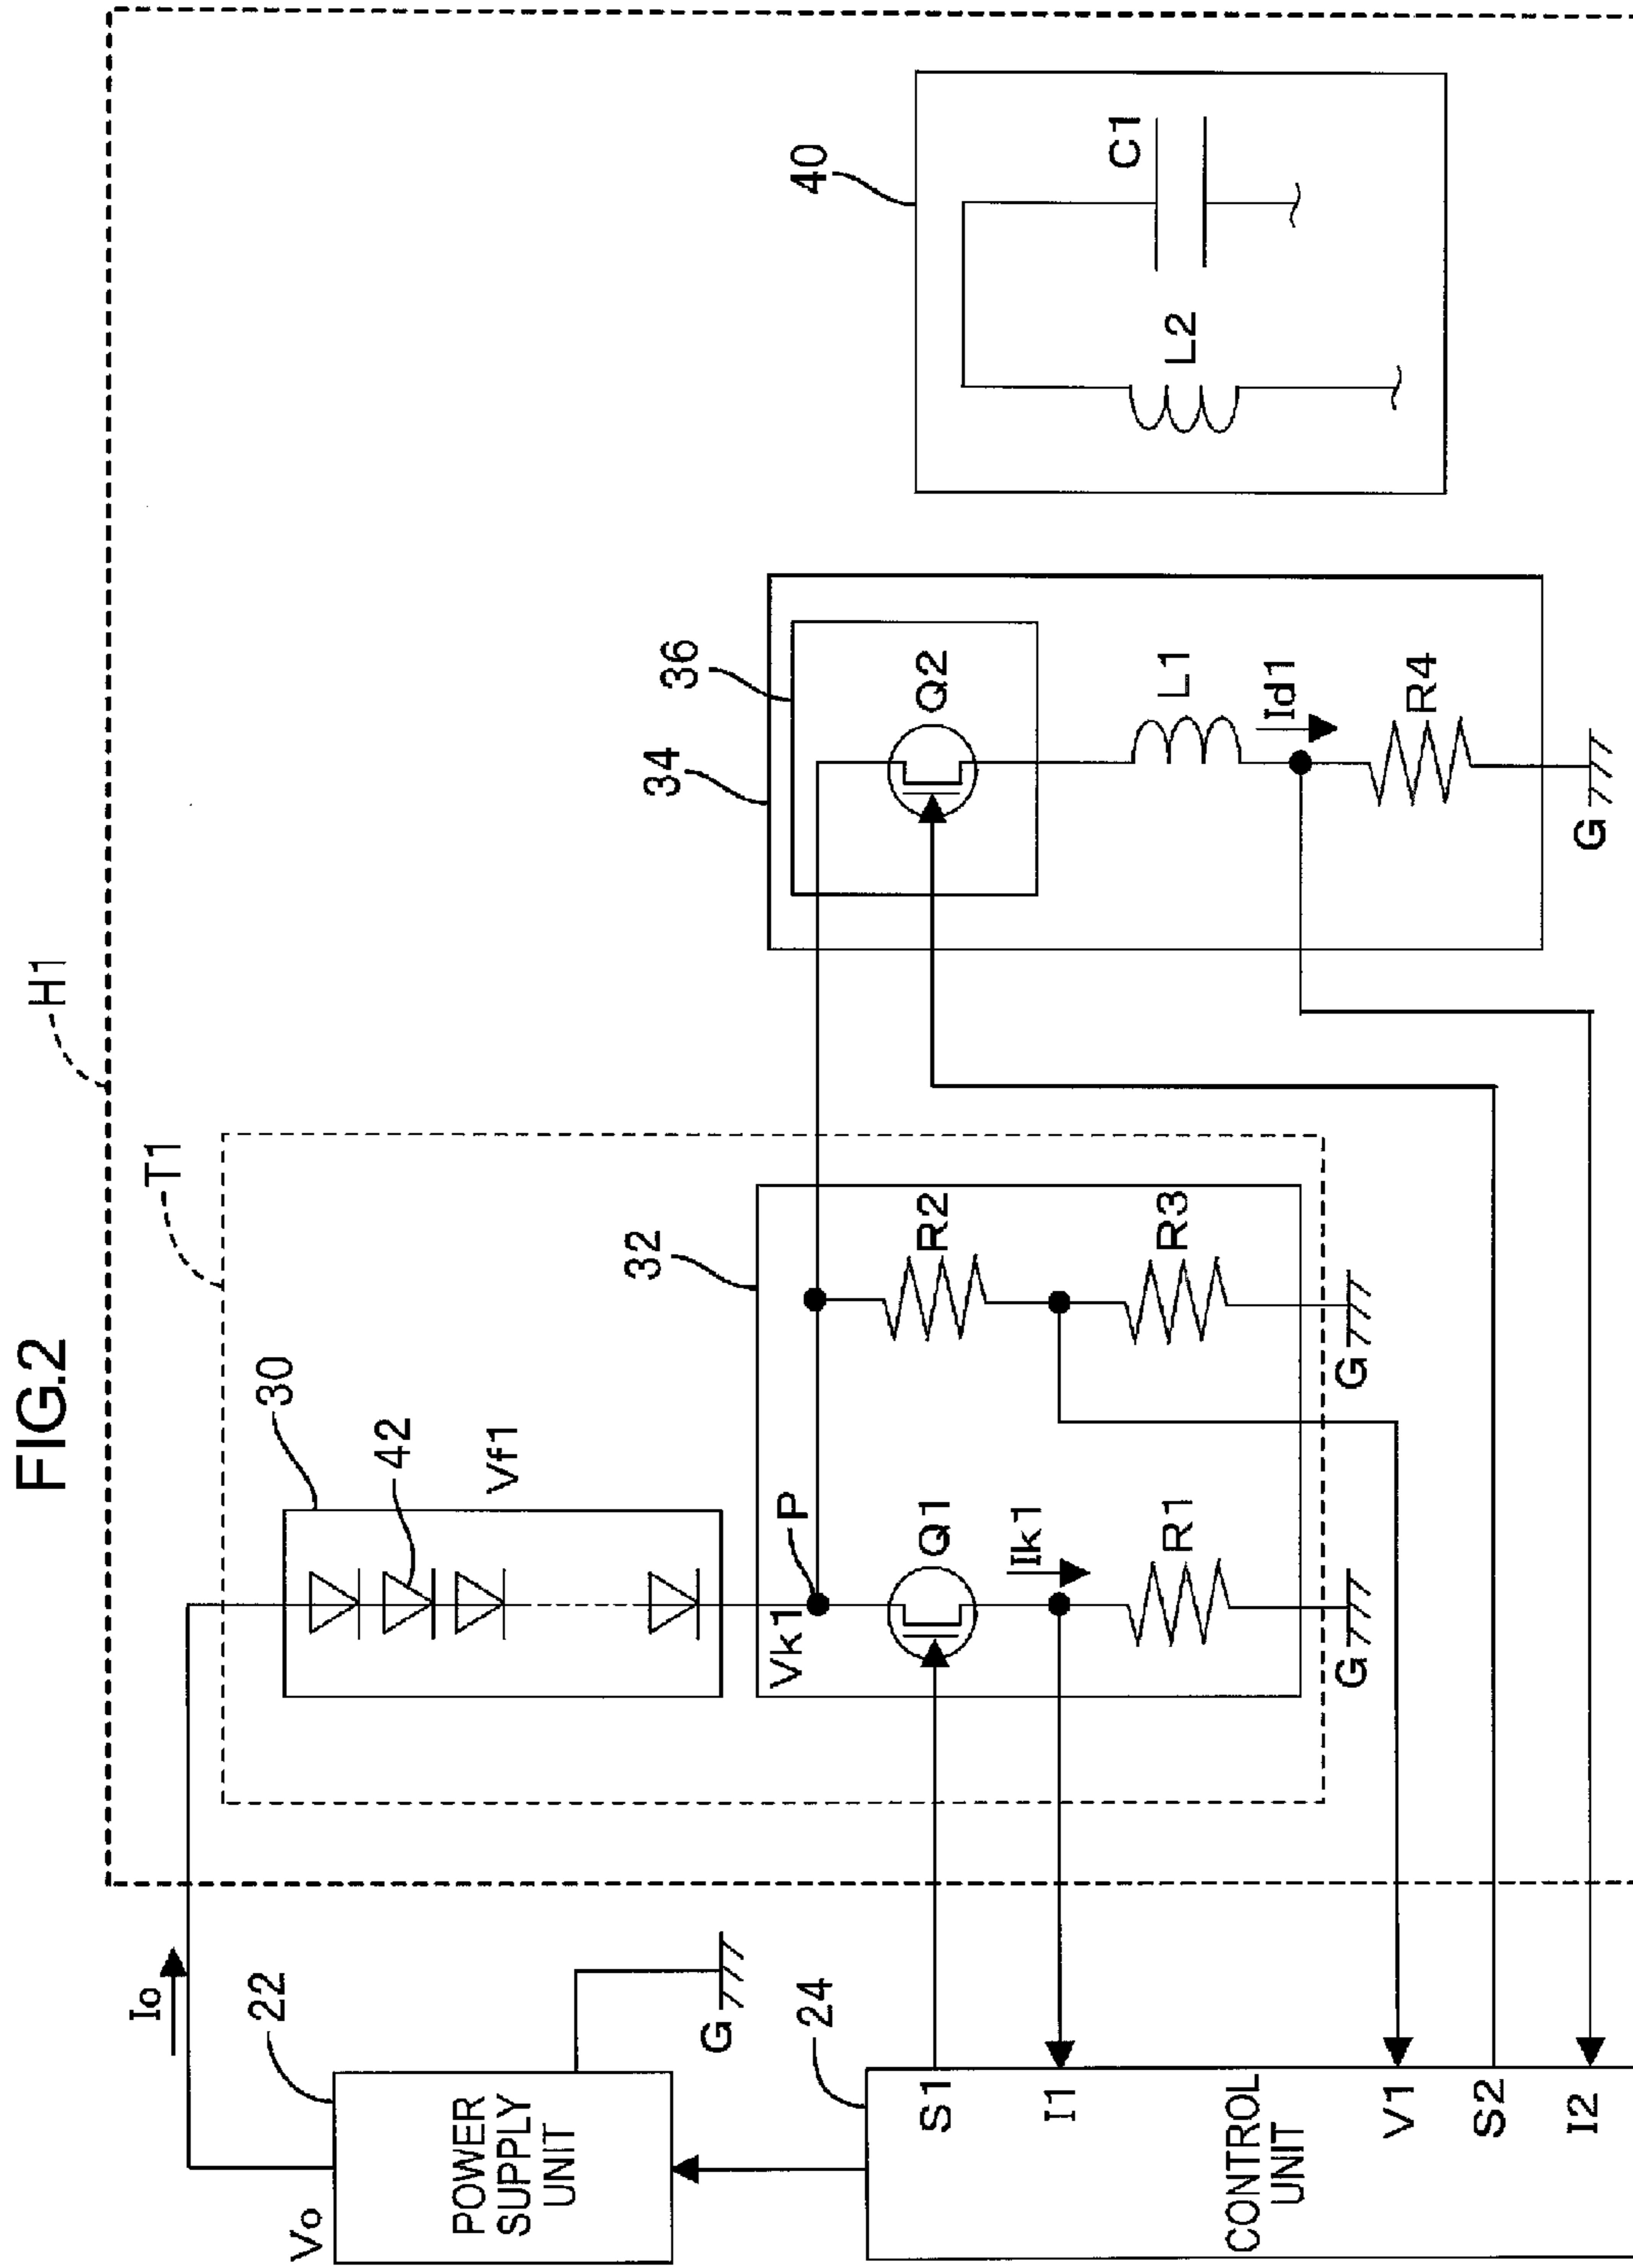 FIG.2
H1
T1
Io
22
Vo
POWER
SUPPLY
UNIT
G
30
42
Vf1
Vk1
P
32
Q1
Ik1
R1
G
R2
R3
G
34
36
Q2
L1
Id1
R4
G
40
L2
C1
24
S1
I1
CONTROL
UNIT
V1
S2
I2